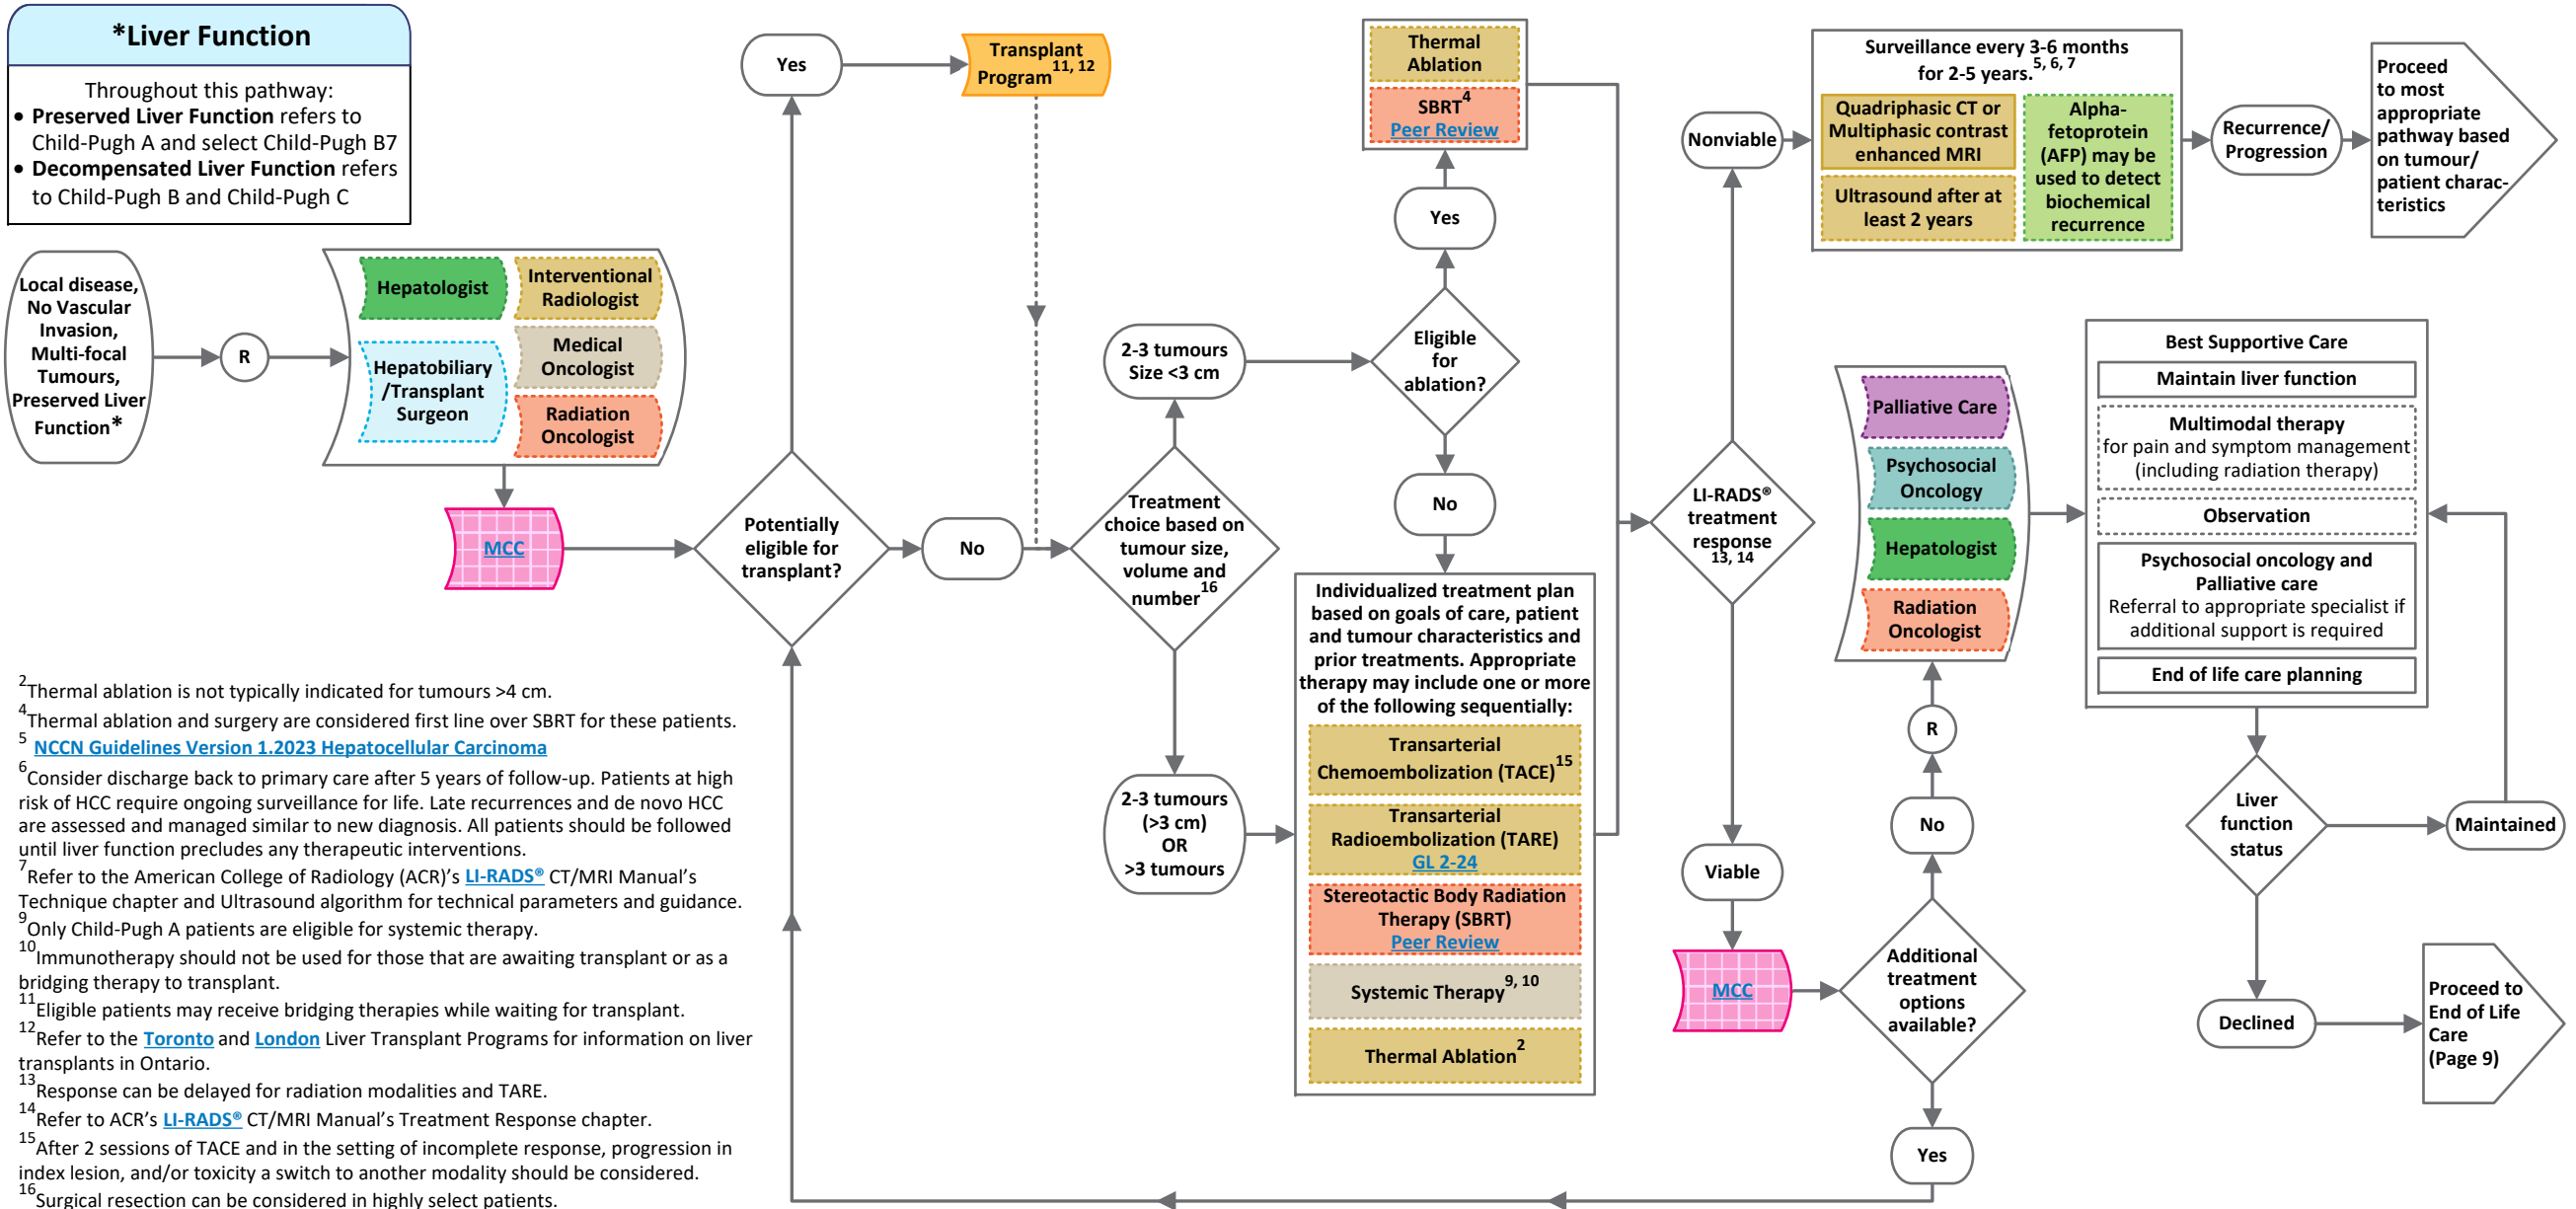 *Liver Function
Throughout this pathway:
• Preserved Liver Function refers to
Child-Pugh A and select Child-Pugh B7
• Decompensated Liver Function refers
to Child-Pugh B and Child-Pugh C
Local disease,
No Vascular
Invasion,
Multi-focal
Tumours,
Preserved Liver
Function*
R
Hepatologist
Interventional
Radiologist
Hepatobiliary
/Transplant
Surgeon
Medical
Oncologist
Radiation
Oncologist
MCC
Potentially
eligible for
transplant?
Yes
Transplant
Program11, 12
No
Treatment
choice based on
tumour size,
volume and
number16
2-3 tumours
Size <3 cm
Eligible
for
ablation?
Yes
Thermal
Ablation
SBRT4
Peer Review
No
2-3 tumours
(>3 cm)
OR
>3 tumours
Individualized treatment plan
based on goals of care, patient
and tumour characteristics and
prior treatments. Appropriate
therapy may include one or more
of the following sequentially:
Transarterial
Chemoembolization (TACE)15
Transarterial
Radioembolization (TARE)
GL 2-24
Stereotactic Body Radiation
Therapy (SBRT)
Peer Review
Systemic Therapy9, 10
Thermal Ablation2
LI-RADS®
treatment
response
13, 14
Nonviable
Surveillance every 3-6 months
for 2-5 years.5, 6, 7
Quadriphasic CT or
Multiphasic contrast
enhanced MRI
Ultrasound after at
least 2 years
Alpha-
fetoprotein
(AFP) may be
used to detect
biochemical
recurrence
Recurrence/
Progression
Proceed
to most
appropriate
pathway based
on tumour/
patient charac-
teristics
Viable
MCC
Additional
treatment
options
available?
Yes
No
R
Palliative Care
Psychosocial
Oncology
Hepatologist
Radiation
Oncologist
Best Supportive Care
Maintain liver function
Multimodal therapy
for pain and symptom management
(including radiation therapy)
Observation
Psychosocial oncology and
Palliative care
Referral to appropriate specialist if
additional support is required
End of life care planning
Liver
function
status
Maintained
Declined
Proceed to
End of Life
Care
(Page 9)
2Thermal ablation is not typically indicated for tumours >4 cm.
4Thermal ablation and surgery are considered first line over SBRT for these patients.
5 NCCN Guidelines Version 1.2023 Hepatocellular Carcinoma
6Consider discharge back to primary care after 5 years of follow-up. Patients at high
risk of HCC require ongoing surveillance for life. Late recurrences and de novo HCC
are assessed and managed similar to new diagnosis. All patients should be followed
until liver function precludes any therapeutic interventions.
7Refer to the American College of Radiology (ACR)'s LI-RADS® CT/MRI Manual's
Technique chapter and Ultrasound algorithm for technical parameters and guidance.
9Only Child-Pugh A patients are eligible for systemic therapy.
10Immunotherapy should not be used for those that are awaiting transplant or as a
bridging therapy to transplant.
11Eligible patients may receive bridging therapies while waiting for transplant.
12Refer to the Toronto and London Liver Transplant Programs for information on liver
transplants in Ontario.
13Response can be delayed for radiation modalities and TARE.
14Refer to ACR's LI-RADS® CT/MRI Manual's Treatment Response chapter.
15After 2 sessions of TACE and in the setting of incomplete response, progression in
index lesion, and/or toxicity a switch to another modality should be considered.
16Surgical resection can be considered in highly select patients.